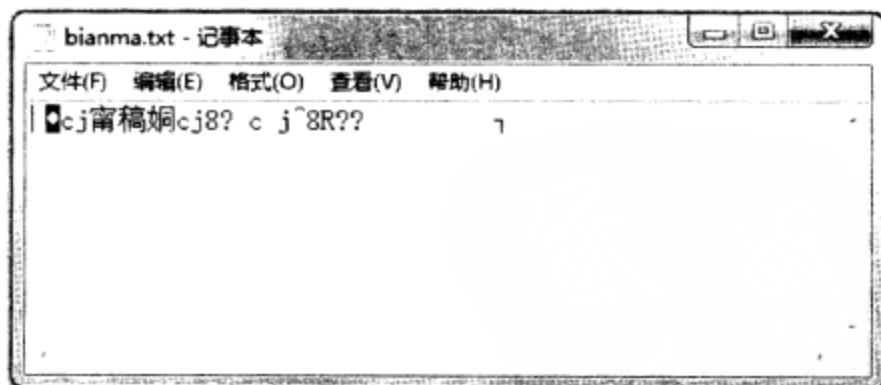 bianma.txt - 记事本
文件(F) 编辑(E) 格式(O) 查看(V) 帮助(H)
◘cj甯稿姛cj8? c j^8R?? ┐